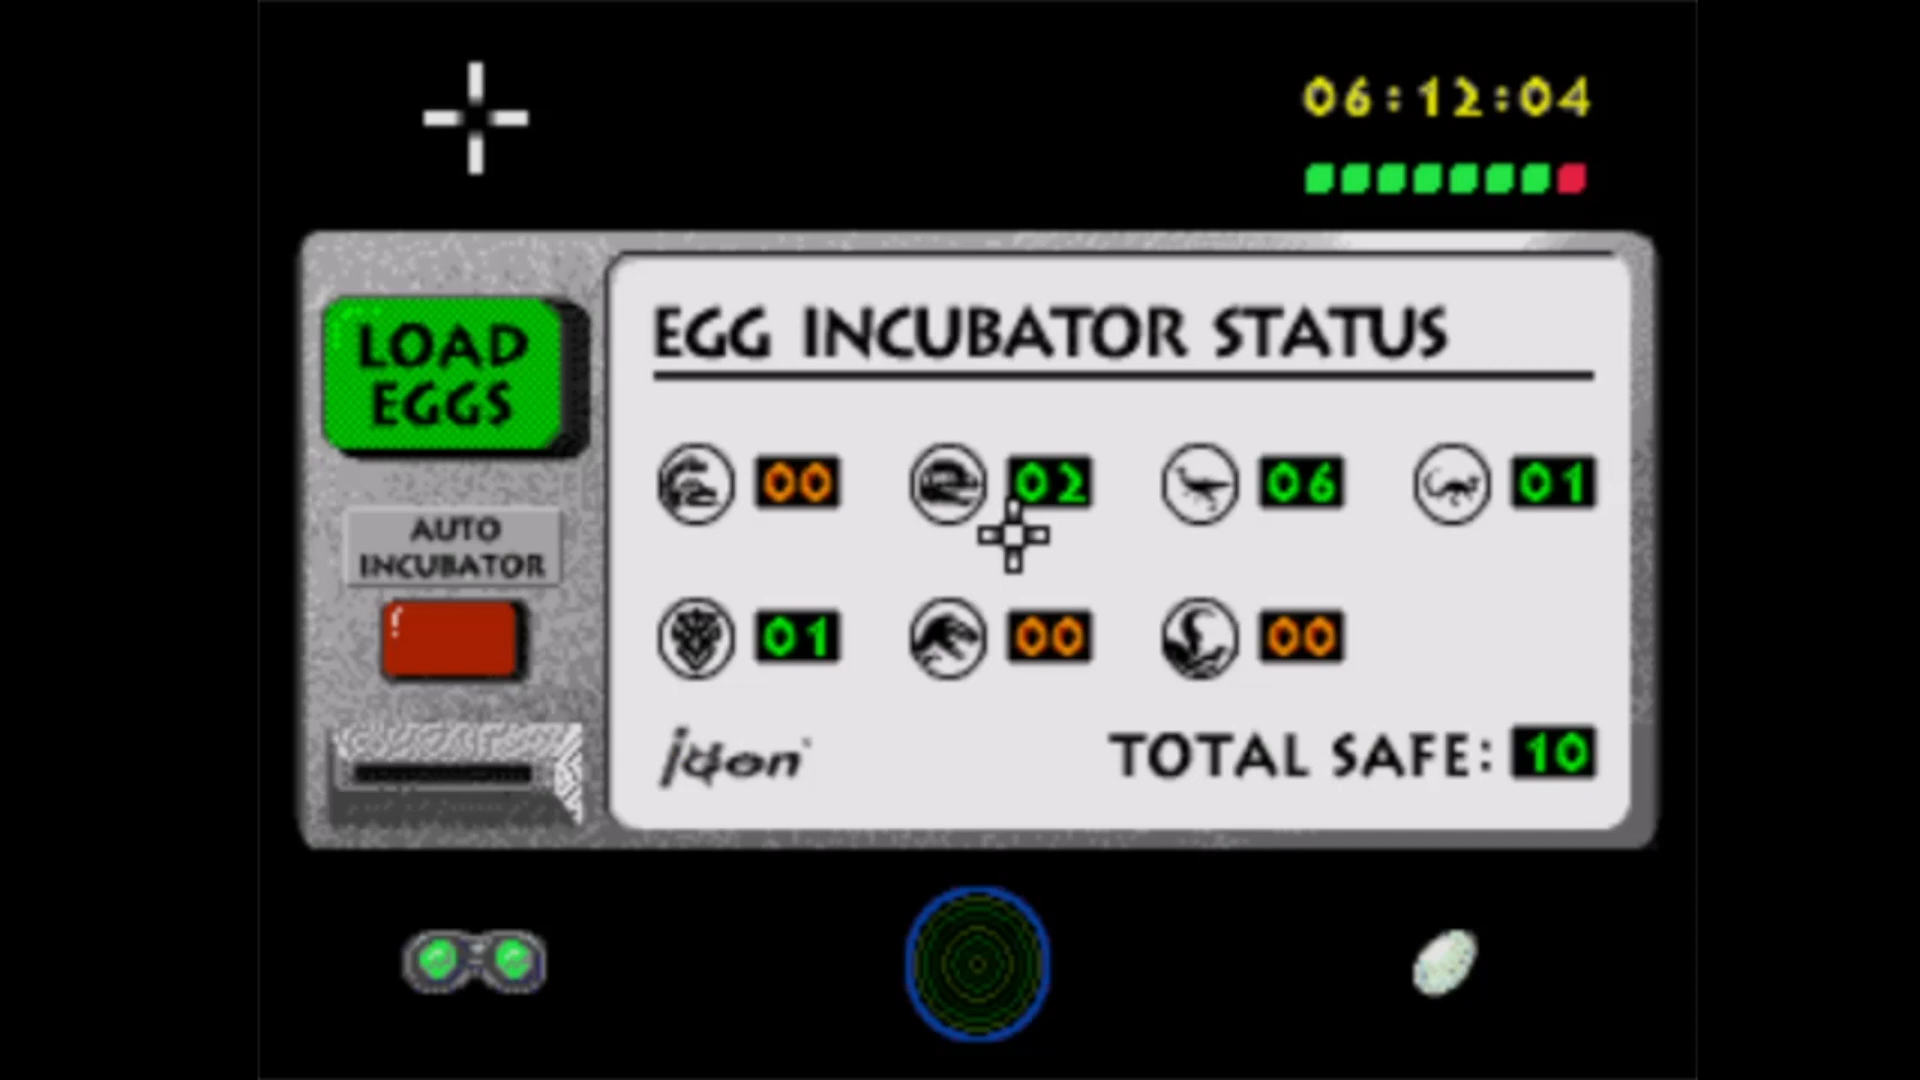 06:12:04
LOAD
EGGS
EGG INCUBATOR STATUS
00 02 06 01
AUTO
INCUBATOR
01 00 00
TOTAL SAFE: 10